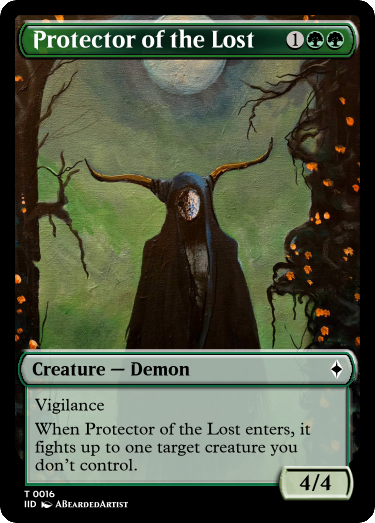 Protector of the Lost 1
Creature — Demon
Vigilance
When Protector of the Lost enters, it
fights up to one target creature you
don't control.
4/4
T 0016
IID ABEARDEDARTIST